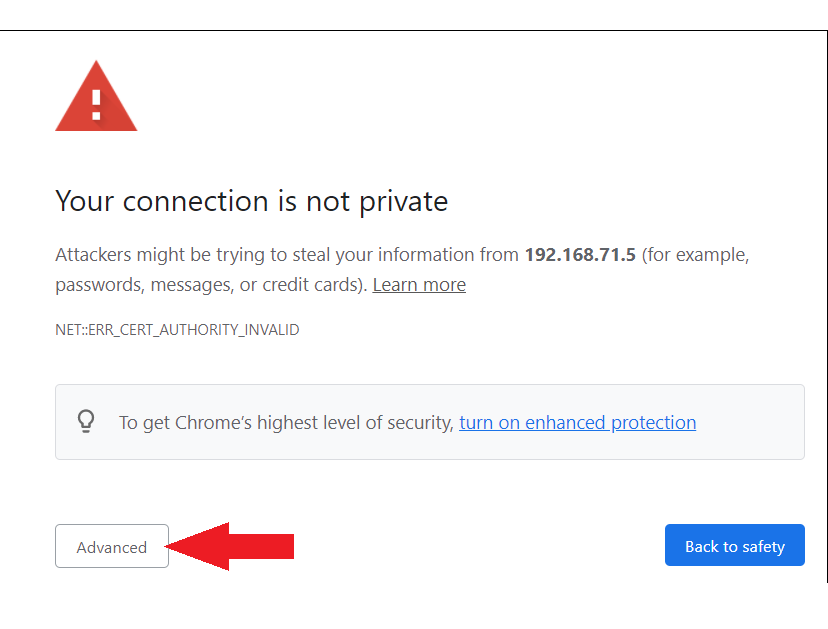 Your connection is not private
Attackers might be trying to steal your information from 192.168.71.5 (for example,
passwords, messages, or credit cards). Learn more
NET::ERR_CERT_AUTHORITY_INVALID
To get Chrome’s highest level of security, turn on enhanced protection
Advanced
Back to safety